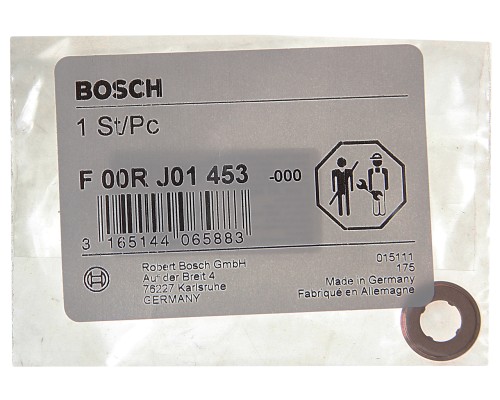 BOSCH
1 St/Pc
F 00R J01 453 -000
3 165144 065883
Robert Bosch GmbH
Auf der Breit 4
76227 Karlsruhe
GERMANY
015111
175
Made in Germany
Fabriqué en Allemagne